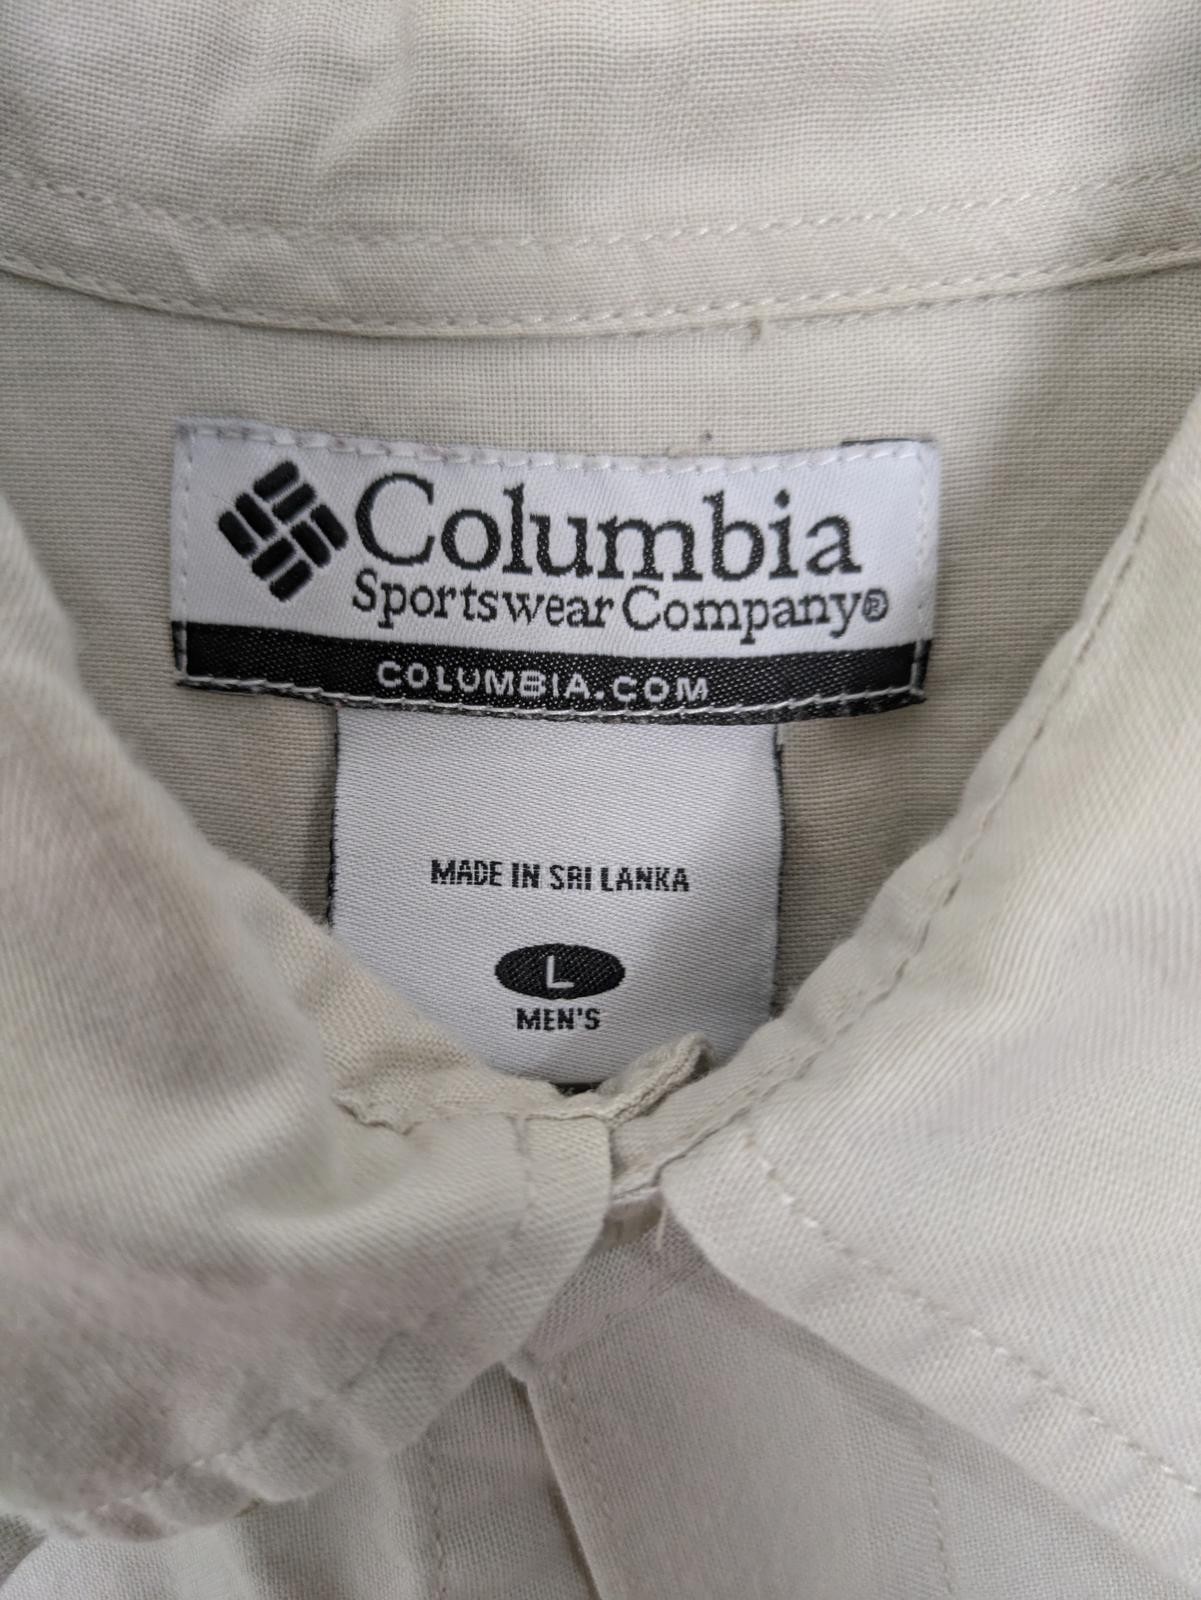 Columbia
Sportswear Company®
COLUMBIA.COM
MADE IN SRI LANKA
L
MEN'S